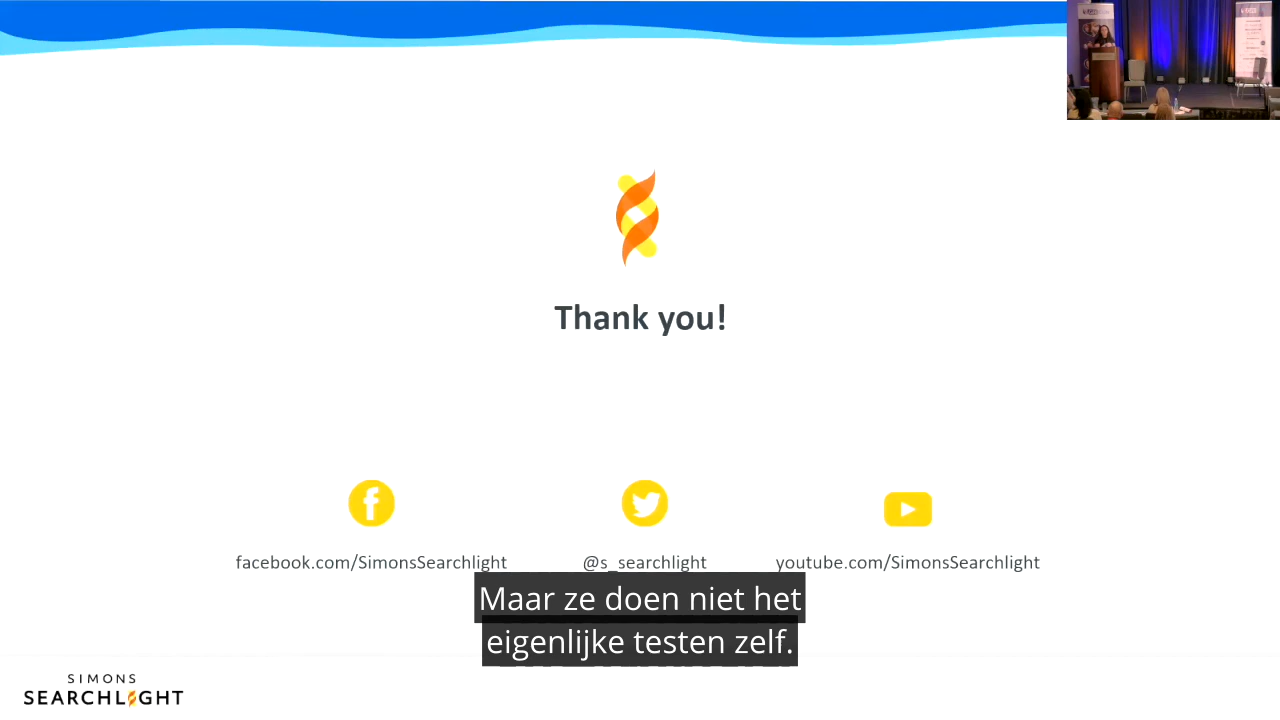 Thank you!
facebook.com/SimonsSearchlight
@s_searchlight
youtube.com/SimonsSearchlight
Maar ze doen niet het
eigenlijke testen zelf.
SIMONS
SEARCHLIGHT